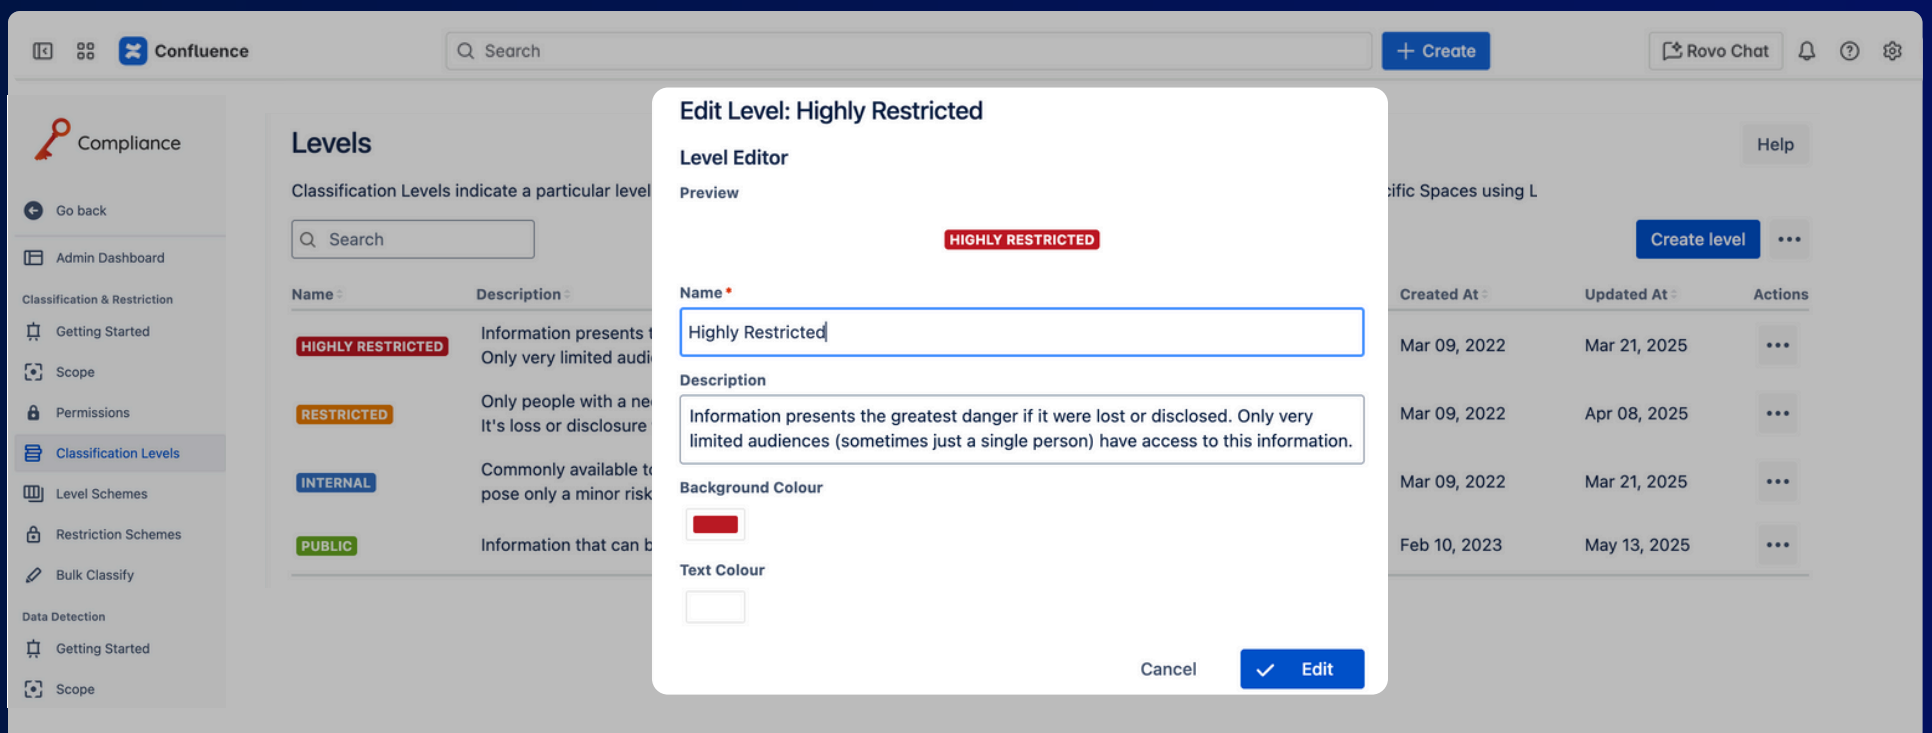 Confluence
Search
+ Create
Rovo Chat
Compliance
Go back
Admin Dashboard
Classification & Restriction
Getting Started
Scope
Permissions
Classification Levels
Level Schemes
Restriction Schemes
Bulk Classify
Data Detection
Getting Started
Scope
Levels
Help
Classification Levels indicate a particular level
cific Spaces using L
Search
Create level
Name
Description
Created At
Updated At
Actions
HIGHLY RESTRICTED
Information presents t
Only very limited audi
Mar 09, 2022
Mar 21, 2025
RESTRICTED
Only people with a ne
It's loss or disclosure
Mar 09, 2022
Apr 08, 2025
INTERNAL
Commonly available to
pose only a minor risk
Mar 09, 2022
Mar 21, 2025
PUBLIC
Information that can b
Feb 10, 2023
May 13, 2025
Edit Level: Highly Restricted
Level Editor
Preview
HIGHLY RESTRICTED
Name *
Highly Restricted
Description
Information presents the greatest danger if it were lost or disclosed. Only very
limited audiences (sometimes just a single person) have access to this information.
Background Colour
Text Colour
Cancel
Edit